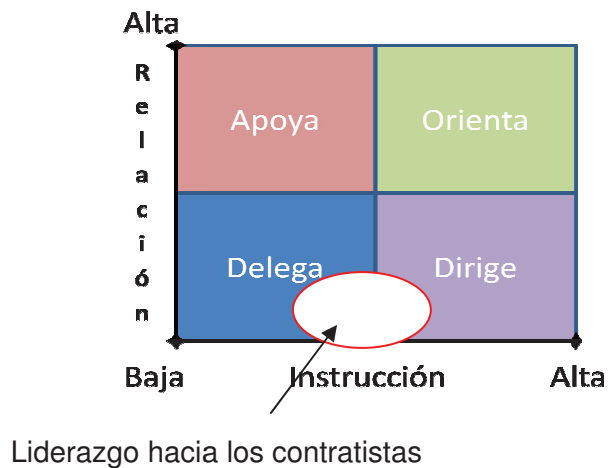 Alta
Relación
Apoya
Orienta
Delega
Dirige
Baja
Instrucción
Alta
Liderazgo hacia los contratistas